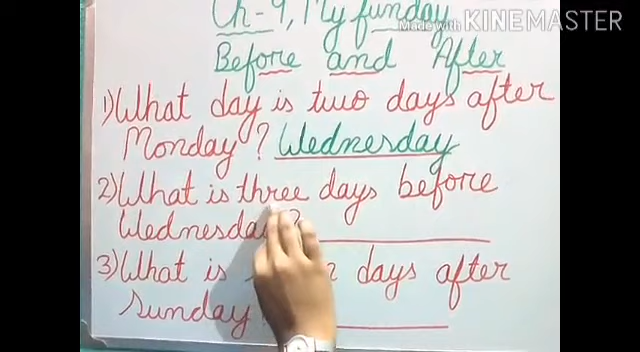 Ch-9, My funday
Made with KINEMASTER
Before and After
1) What day is two days after
Monday? Wednesday
2) What is three days before
Wednesday?
3) What is days after
Sunday